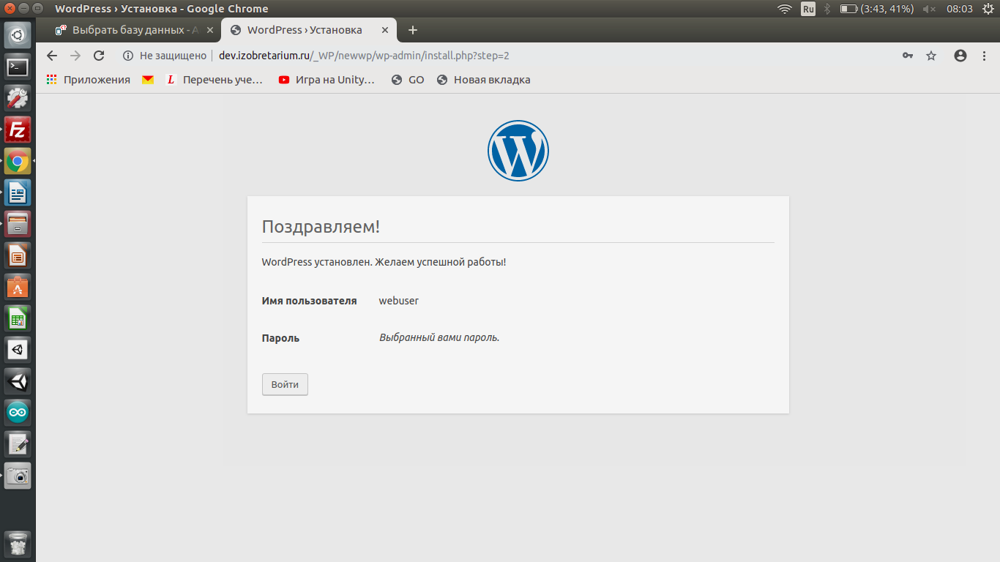 WordPress › Установка - Google Chrome
Ru
(3:43, 41%)
08:03
Выбрать базу данных - A
WordPress › Установка
Не защищено
dev.izobretarium.ru/_WP/newwp/wp-admin/install.php?step=2
Приложения
L Перечень уче…
Игра на Unity…
GO
Новая вкладка
W
Поздравляем!
WordPress установлен. Желаем успешной работы!
Имя пользователя
webuser
Пароль
Выбранный вами пароль.
Войти
Fz
A